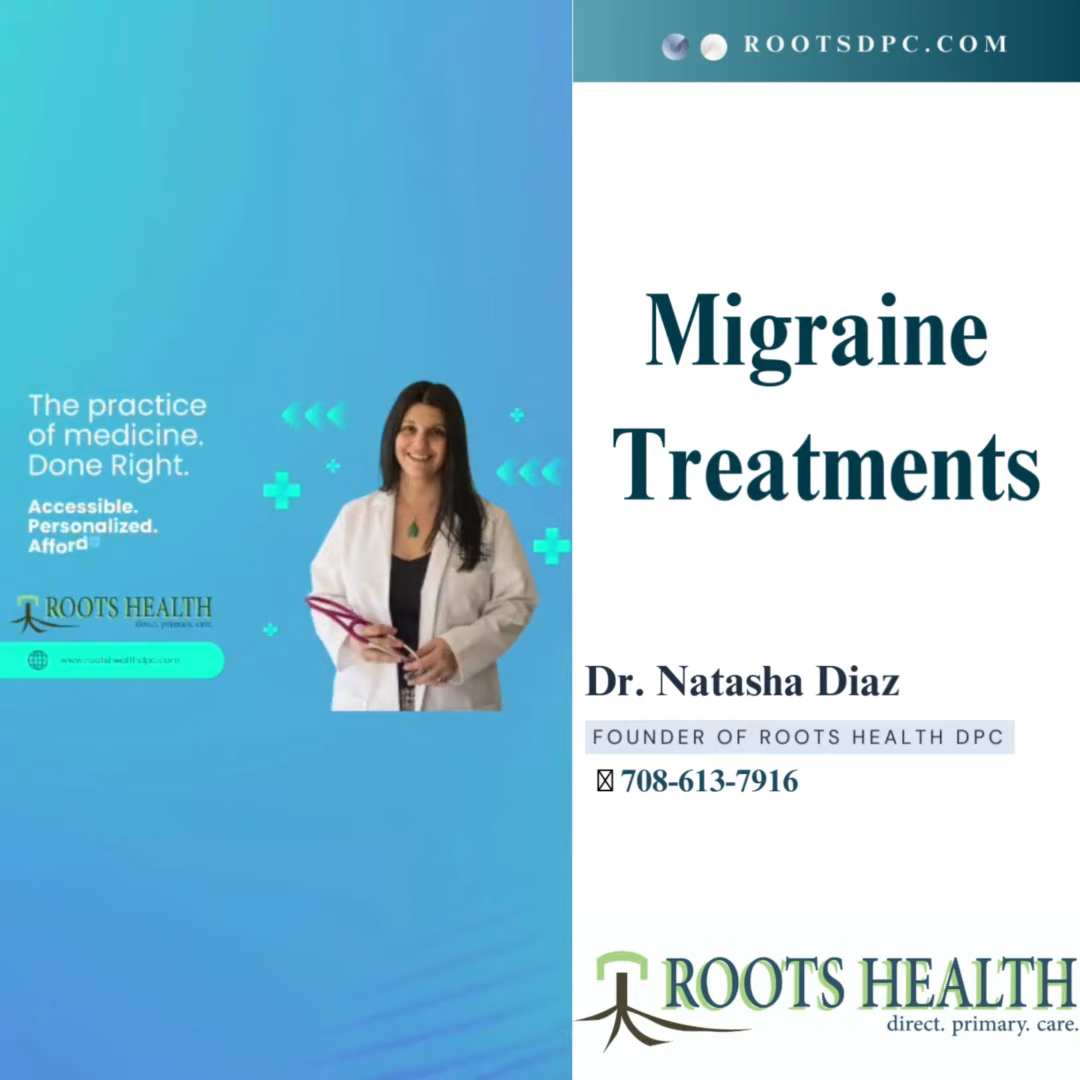 The practice
of medicine.
Done Right.
Accessible.
Personalized.
Afford
ROOTS HEALTH
direct. primary. care.
ROOTSDPC.COM
Migraine
Treatments
Dr. Natasha Diaz
FOUNDER OF ROOTS HEALTH DPC
708-613-7916
ROOTS HEALTH
direct. primary. care.